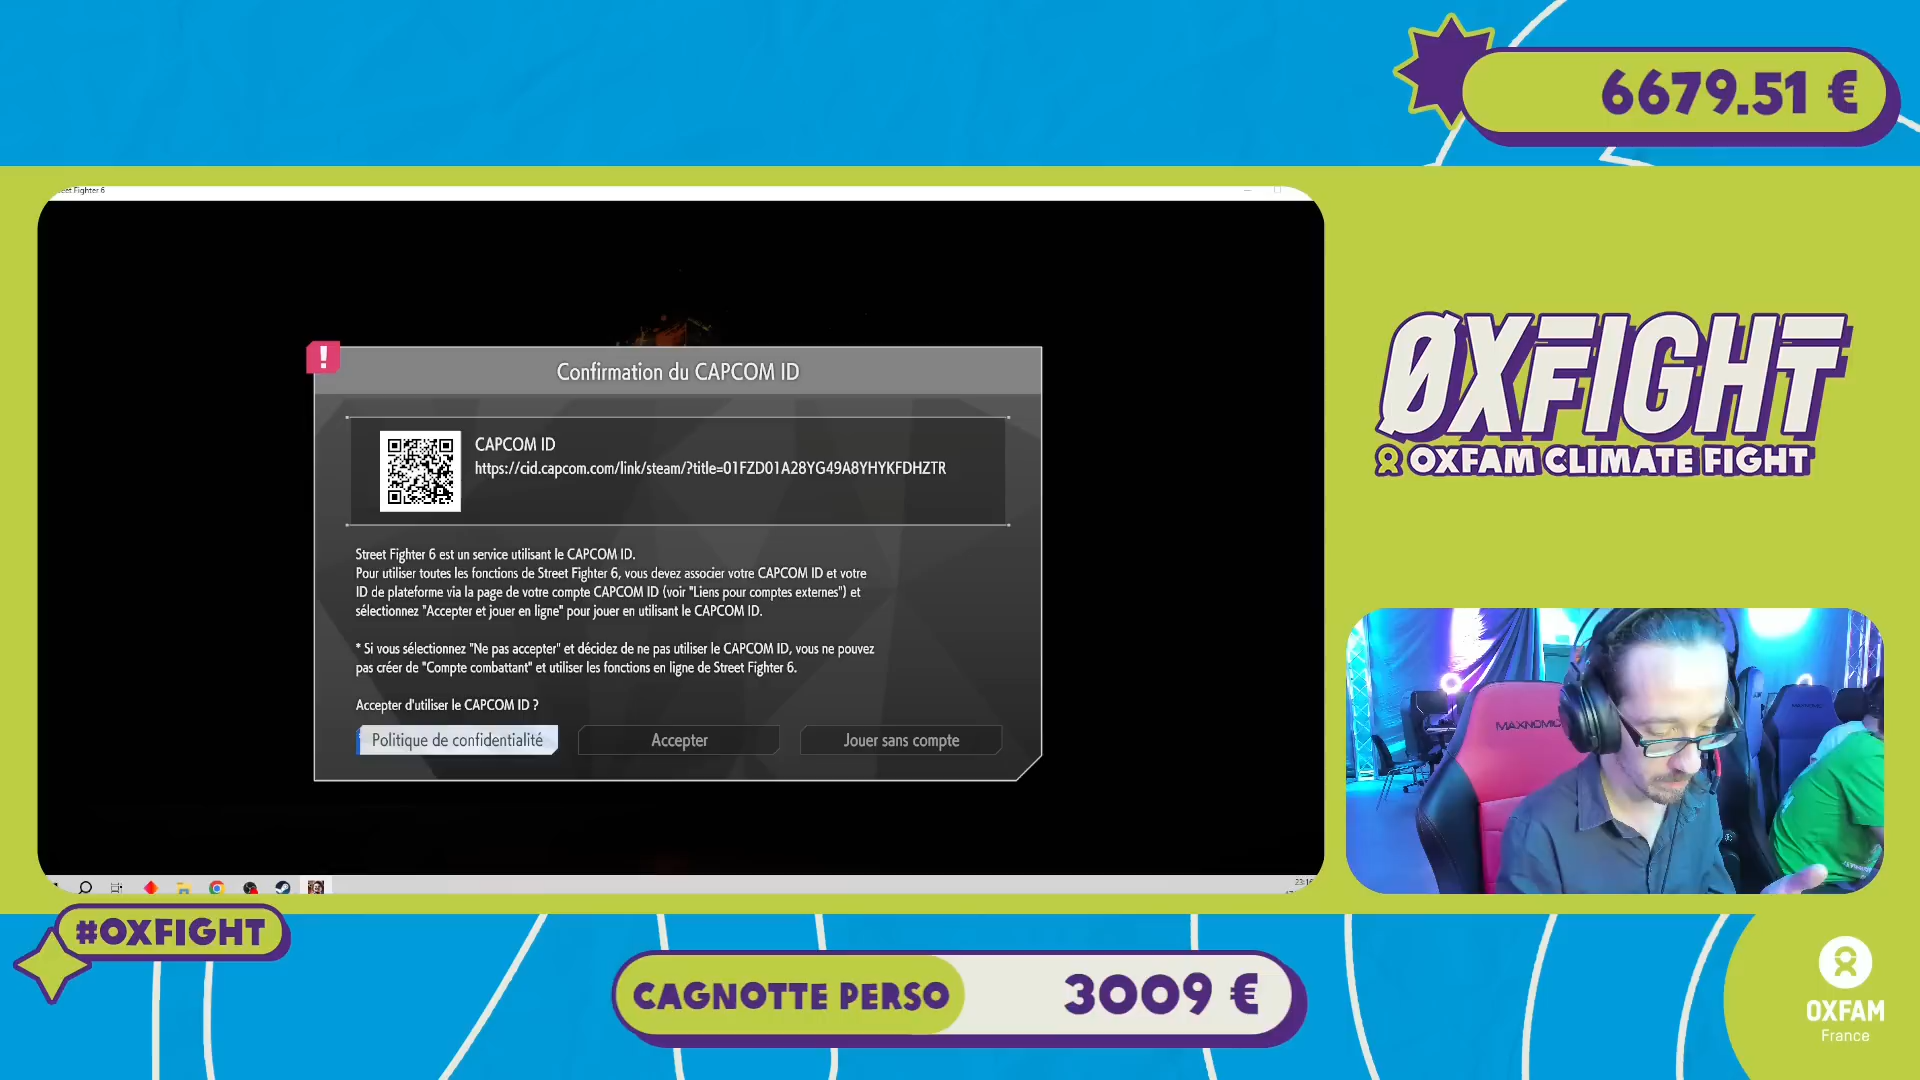 6679.51 €
Street Fighter 6
Confirmation du CAPCOM ID
CAPCOM ID
https://cid.capcom.com/link/steam/?title=01FZD01A28YG49A8YHYKFDHZTR
Street Fighter 6 est un service utilisant le CAPCOM ID.
Pour utiliser toutes les fonctions de Street Fighter 6, vous devez associer votre CAPCOM ID et votre
ID de plateforme via la page de votre compte CAPCOM ID (voir "Liens pour comptes externes") et
sélectionnez "Accepter et jouer en ligne" pour jouer en utilisant le CAPCOM ID.
* Si vous sélectionnez "Ne pas accepter" et décidez de ne pas utiliser le CAPCOM ID, vous ne pouvez
pas créer de "Compte combattant" et utiliser les fonctions en ligne de Street Fighter 6.
Accepter d'utiliser le CAPCOM ID ?
Politique de confidentialité
Accepter
Jouer sans compte
ØXFIGHT
OXFAM CLIMATE FIGHT
MAXNOMIC
#OXFIGHT
CAGNOTTE PERSO
3009 €
OXFAM
France